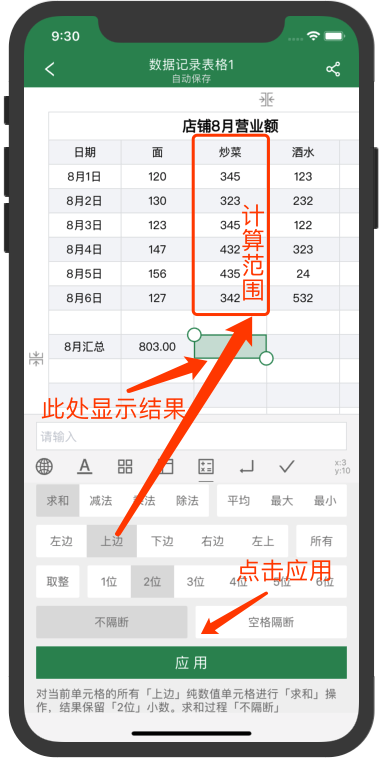 9:30
数据记录表格1
自动保存
店铺8月营业额
日期 面 炒菜 酒水
8月1日 120 345 123
8月2日 130 323 232
8月3日 123 345 122
8月4日 147 432 323
8月5日 156 435 24
8月6日 127 342 532
计算范围
8月汇总 803.00
此处显示结果
请输入
A
x:3
y:10
求和 减法 法 除法 平均 最大 最小
左边 上边 下边 右边 左上 所有
点击应用
取整 1位 2位 3位 4位 5位 6位
不隔断 空格隔断
应用
对当前单元格的所有「上边」纯数值单元格进行「求和」操
作，结果保留「2位」小数。求和过程「不隔断」